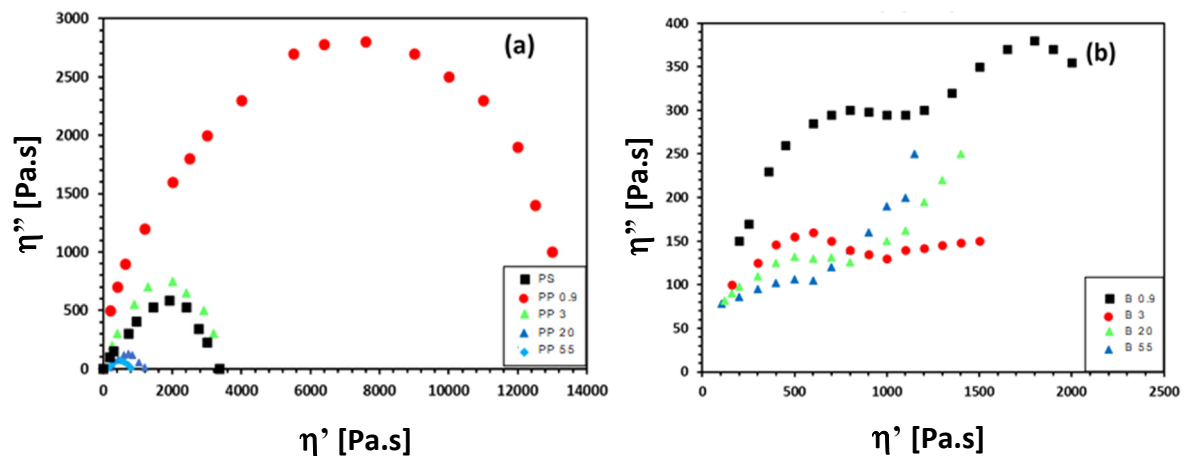 (a)
3000
2500
2000
1500
1000
500
0
η’’ [Pa.s]
0 2000 4000 6000 8000 10000 12000 14000
η’ [Pa.s]
PS
PP 0.9
PP 3
PP 20
PP 55
(b)
400
350
300
250
200
150
100
50
0
η’’ [Pa.s]
0 500 1000 1500 2000 2500
η’ [Pa.s]
B 0.9
B 3
B 20
B 55